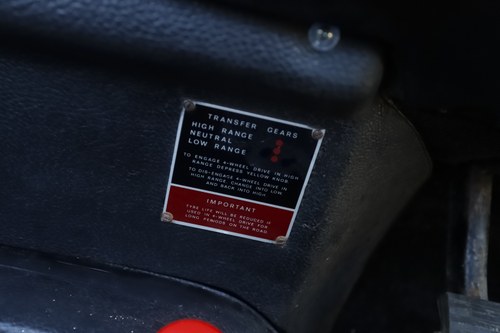 TRANSFER GEARS
HIGH RANGE
NEUTRAL
LOW RANGE
TO ENGAGE 4-WHEEL DRIVE IN HIGH
RANGE DEPRESS YELLOW KNOB
TO DIS-ENGAGE 4-WHEEL DRIVE IN
HIGH RANGE, CHANGE INTO LOW
AND BACK INTO HIGH
IMPORTANT
TYRE LIFE WILL BE REDUCED IF
USED IN 4-WHEEL DRIVE FOR
LONG PERIODS ON THE ROAD